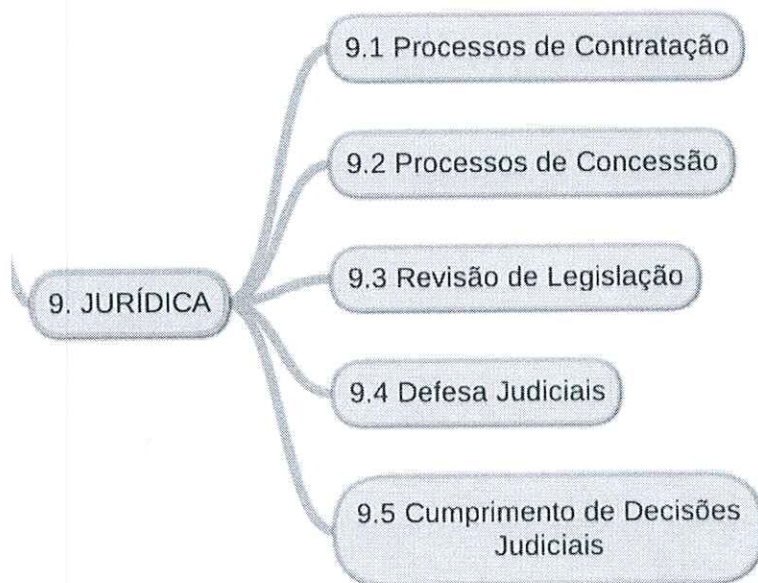 9.1 Processos de Contratação
9.2 Processos de Concessão
9.3 Revisão de Legislação
9. JURÍDICA
9.4 Defesa Judiciais
9.5 Cumprimento de Decisões
Judiciais